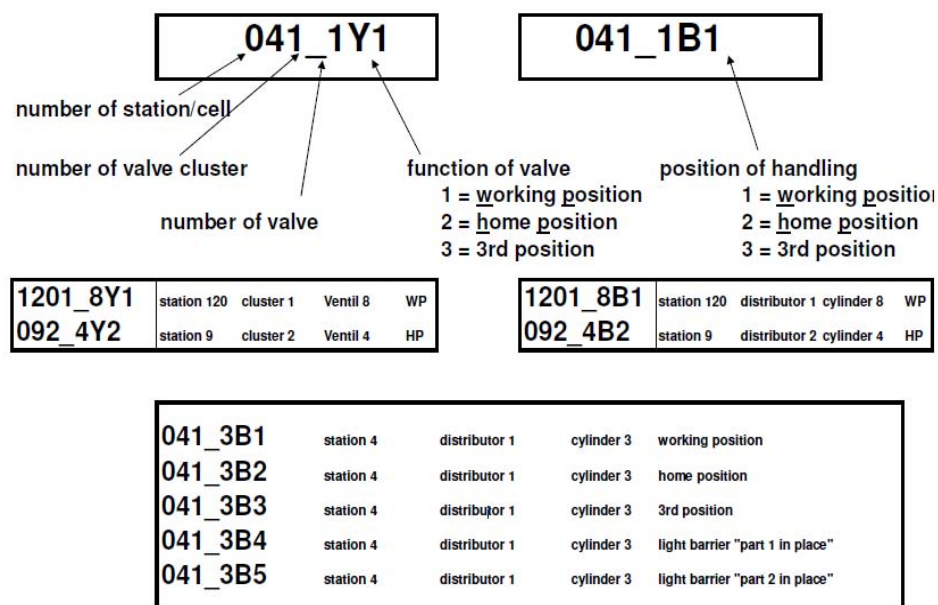 041_1Y1 041_1B1
number of station/cell
number of valve cluster
number of valve
function of valve
1 = working position
2 = home position
3 = 3rd position
position of handling
1 = working position
2 = home position
3 = 3rd position
1201_8Y1 station 120 cluster 1 Ventil 8 WP
092_4Y2 station 9 cluster 2 Ventil 4 HP
1201_8B1 station 120 distributor 1 cylinder 8 WP
092_4B2 station 9 distributor 2 cylinder 4 HP
041_3B1 station 4 distributor 1 cylinder 3 working position
041_3B2 station 4 distributor 1 cylinder 3 home position
041_3B3 station 4 distributor 1 cylinder 3 3rd position
041_3B4 station 4 distributor 1 cylinder 3 light barrier "part 1 in place"
041_3B5 station 4 distributor 1 cylinder 3 light barrier "part 2 in place"